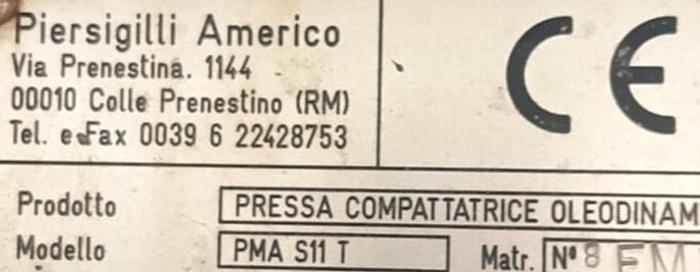 Piersigilli Americo
Via Prenestina. 1144
00010 Colle Prenestino (RM)
Tel. e Fax 0039 6 22428753
CE
Prodotto PRESSA COMPATTATRICE OLEODINAM
Modello PMA S11 T Matr. N° 8 EM